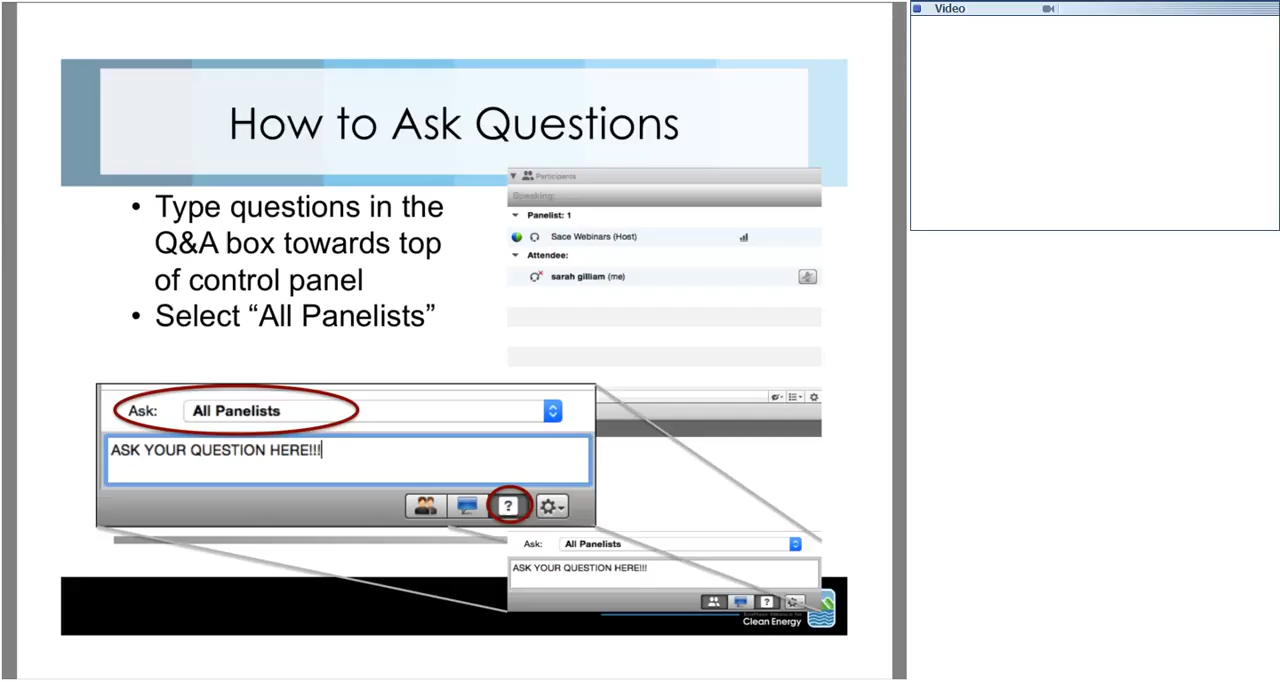 Video
How to Ask Questions
• Type questions in the
Q&A box towards top
of control panel
• Select “All Panelists”
Participants
Speaking:
Panelist: 1
Sace Webinars (Host)
Attendee:
sarah gilliam (me)
Ask: All Panelists
ASK YOUR QUESTION HERE!!!
?
Ask: All Panelists
ASK YOUR QUESTION HERE!!!
?
Clean Energy